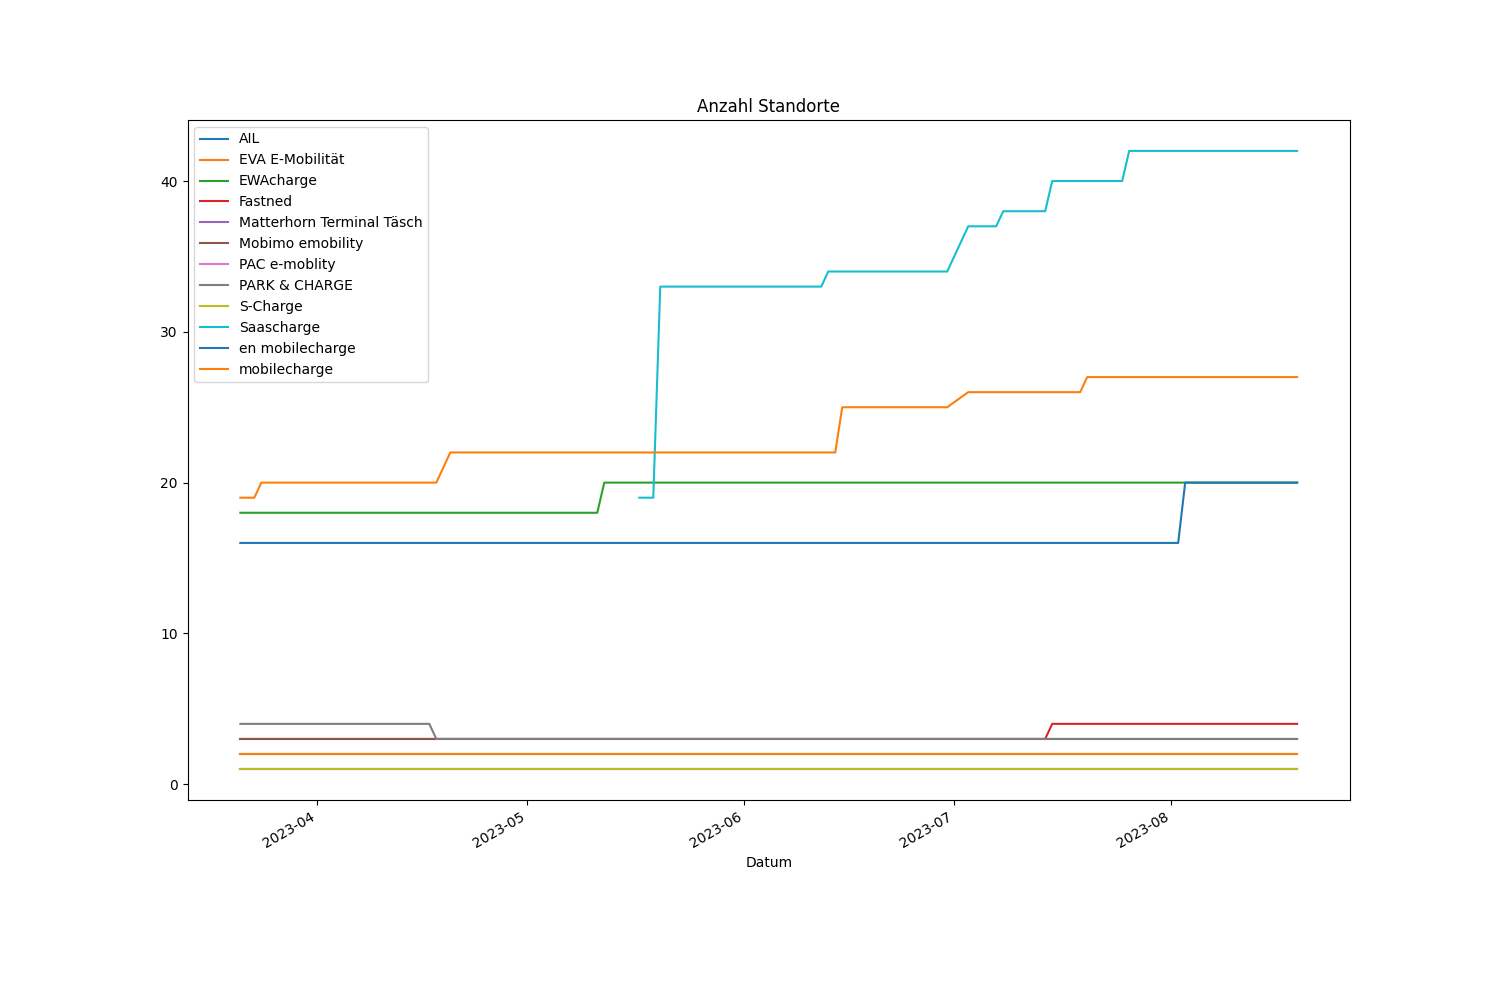 Anzahl Standorte
AIL
EVA E-Mobilität
EWAcharge
Fastned
Matterhorn Terminal Täsch
Mobimo emobility
PAC e-moblity
PARK & CHARGE
S-Charge
Saascharge
en mobilecharge
mobilecharge
40
30
20
10
0
2023-04
2023-05
2023-06
2023-07
2023-08
Datum